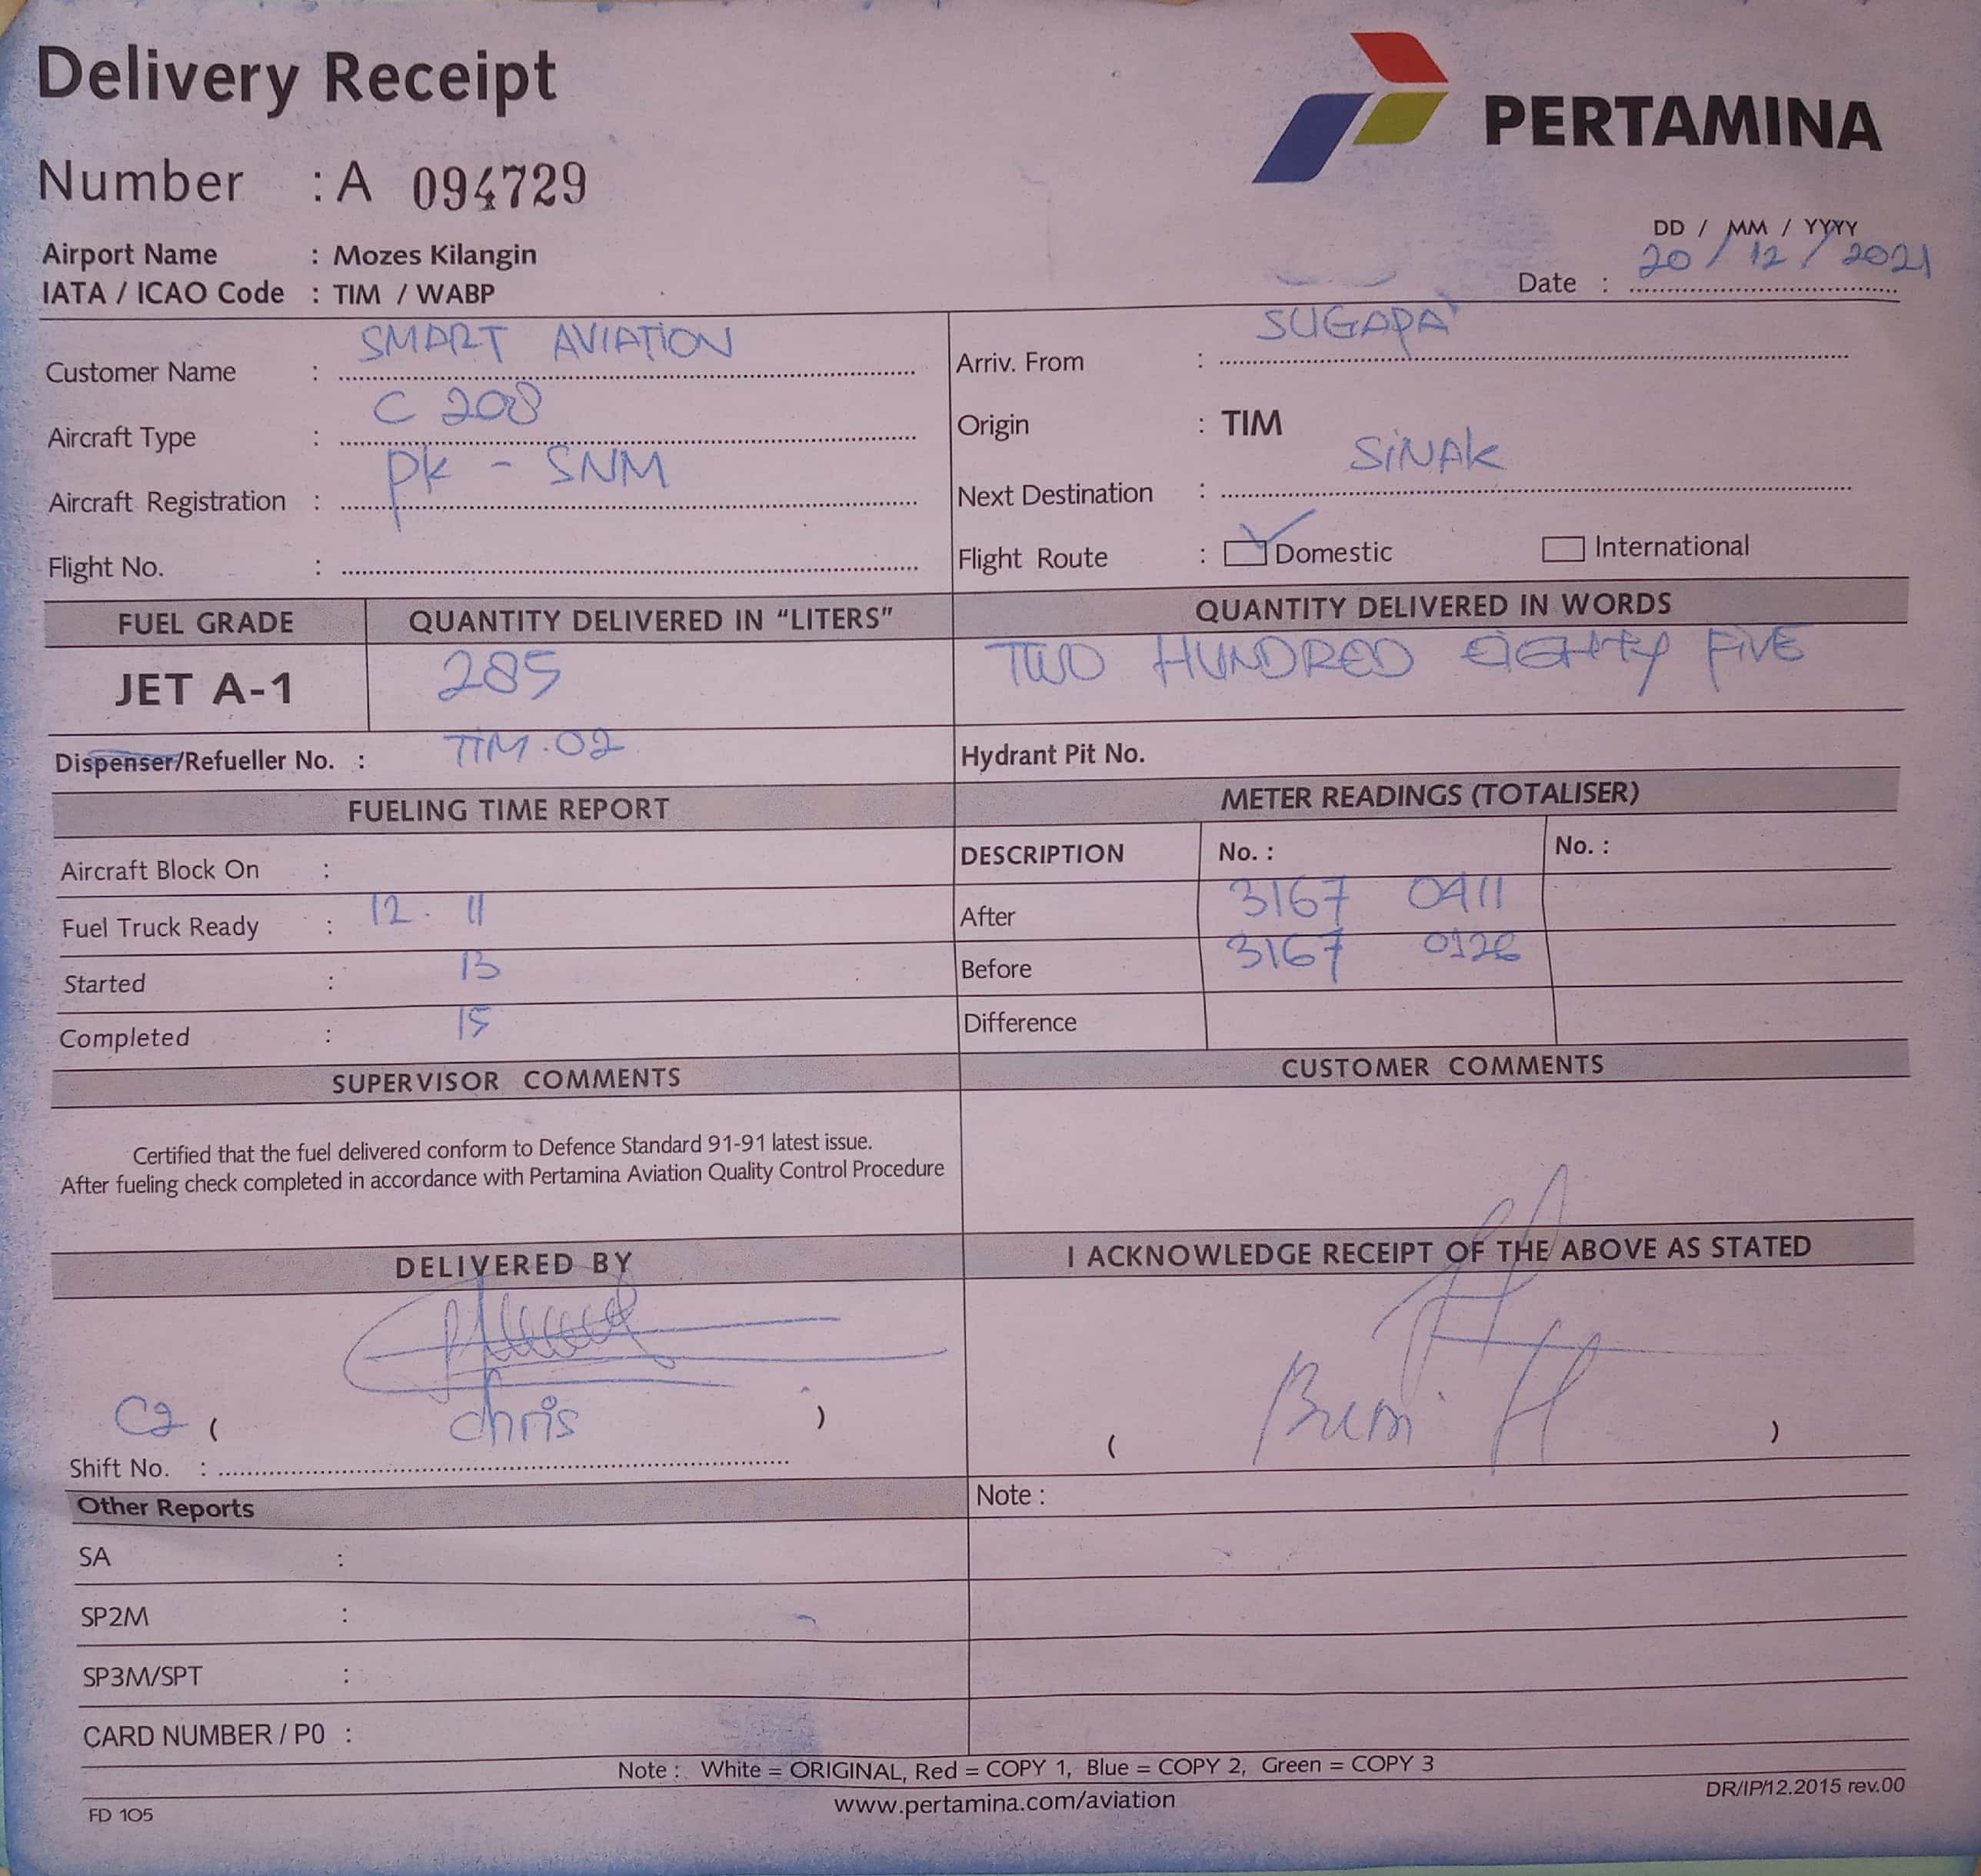 Delivery Receipt
PERTAMINA
Number : A 094729
DD / MM / YYYY
Airport Name : Mozes Kilangin
Date : 20 / 12 / 2021
IATA / ICAO Code : TIM / WABP
Customer Name : SMART AVIATION
Arriv. From : SUGAPA
Aircraft Type : C 208
Origin : TIM
Aircraft Registration : PK - SNM
Next Destination : SINAK
Flight No. :
Flight Route : Domestic International
FUEL GRADE QUANTITY DELIVERED IN "LITERS" QUANTITY DELIVERED IN WORDS
JET A-1 285 TWO HUNDRED EIGHTY FIVE
Dispenser/Refueller No. : TIM.02
Hydrant Pit No.
FUELING TIME REPORT METER READINGS (TOTALISER)
Aircraft Block On :
DESCRIPTION No. : No. :
Fuel Truck Ready : 12. 11
After 3167 0411
Started : 13
Before 3167 0126
Completed : 15
Difference
SUPERVISOR COMMENTS CUSTOMER COMMENTS
Certified that the fuel delivered conform to Defence Standard 91-91 latest issue.
After fueling check completed in accordance with Pertamina Aviation Quality Control Procedure
DELIVERED BY I ACKNOWLEDGE RECEIPT OF THE ABOVE AS STATED
C2 ( chris )
( H )
Shift No. :
Other Reports Note :
SA :
SP2M :
SP3M/SPT :
CARD NUMBER / PO :
Note : White = ORIGINAL, Red = COPY 1, Blue = COPY 2, Green = COPY 3
FD 105 www.pertamina.com/aviation DR/IP/12.2015 rev.00